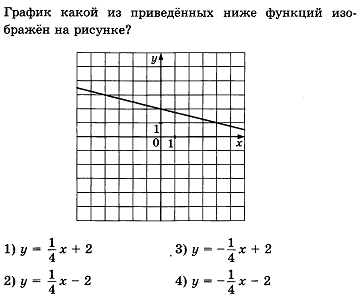 График какой из приведённых ниже функций изо-
бражён на рисунке?
y
1
0 1 x
1) y = 1/4 x + 2 3) y = -1/4 x + 2
2) y = 1/4 x - 2 4) y = -1/4 x - 2